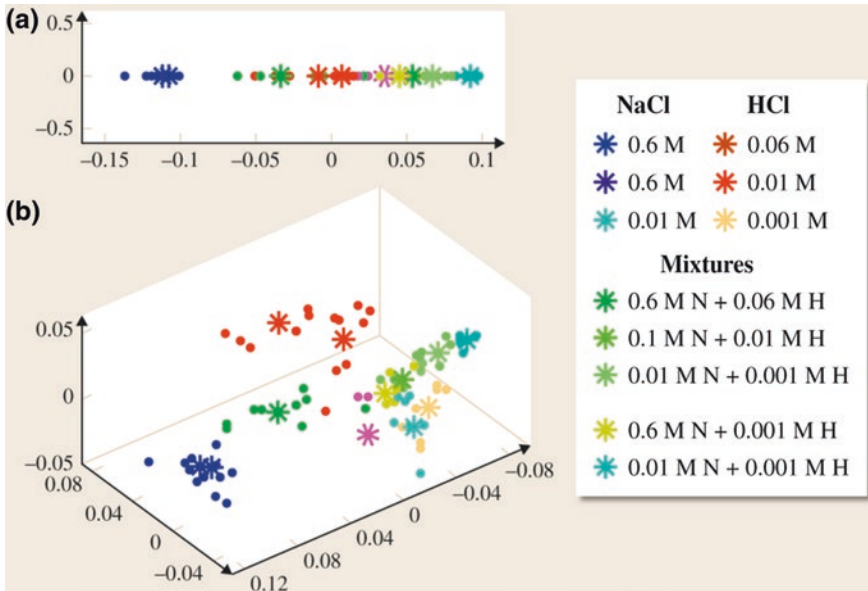 (a)
0.5
0
−0.5
−0.15 −0.1 −0.05 0 0.05 0.1
(b)
0.05
0
−0.05
0.08
0.04
0
−0.04
0.12
0.08
0.04
0
−0.04
−0.08
NaCl HCl
0.6 M 0.06 M
0.6 M 0.01 M
0.01 M 0.001 M
Mixtures
0.6 M N + 0.06 M H
0.1 M N + 0.01 M H
0.01 M N + 0.001 M H
0.6 M N + 0.001 M H
0.01 M N + 0.001 M H